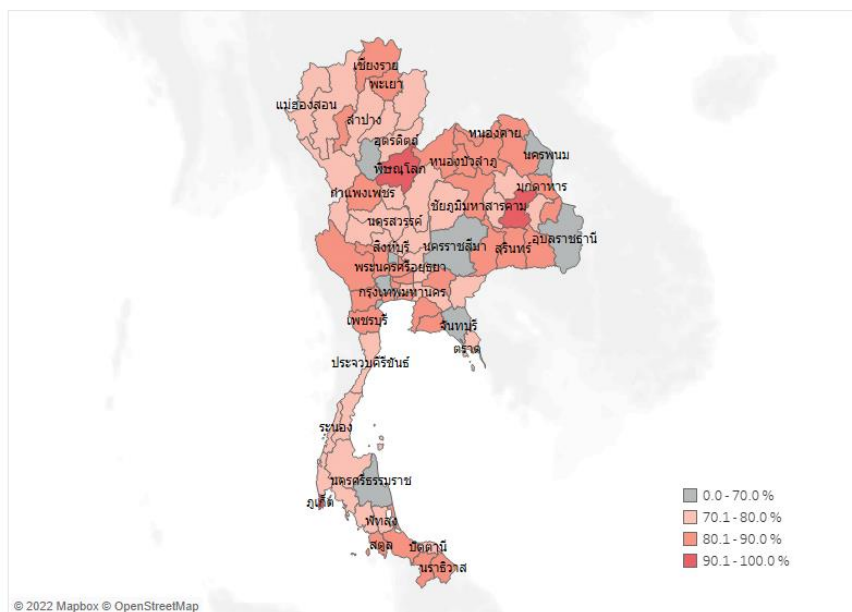 เชียงราย
พะเยา
แม่ฮ่องสอน
ลำปาง
อุตรดิตถ์
หนองคาย
นครพนม
พิษณุโลก
หนองบัวลำภู
กำแพงเพชร
มุกดาหาร
ชัยภูมิ
มหาสารคาม
นครสวรรค์
อุบลราชธานี
สิงห์บุรี
นครราชสีมา
สุรินทร์
พระนครศรีอยุธยา
กรุงเทพมหานคร
เพชรบุรี
จันทบุรี
ตราด
ประจวบคีรีขันธ์
ระนอง
นครศรีธรรมราช
ภูเก็ต
พัทลุง
สตูล
ปัตตานี
นราธิวาส
0.0 - 70.0 %
70.1 - 80.0 %
80.1 - 90.0 %
90.1 - 100.0 %
© 2022 Mapbox © OpenStreetMap